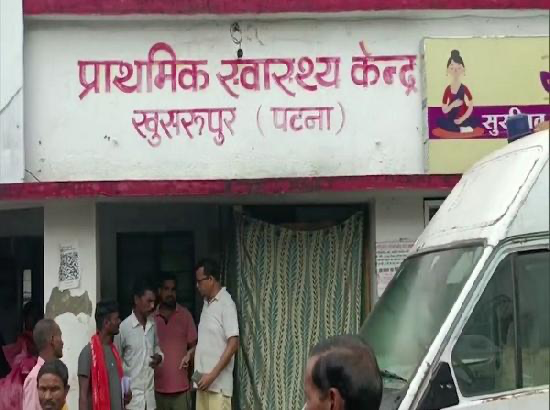 प्राथमिक स्वास्थ्य केन्द्र
खुसरुपुर (पटना)